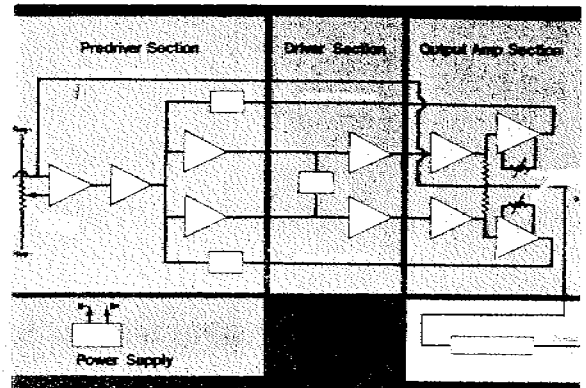 Predriver Section
Driver Section
Output Amp Section
Power Supply